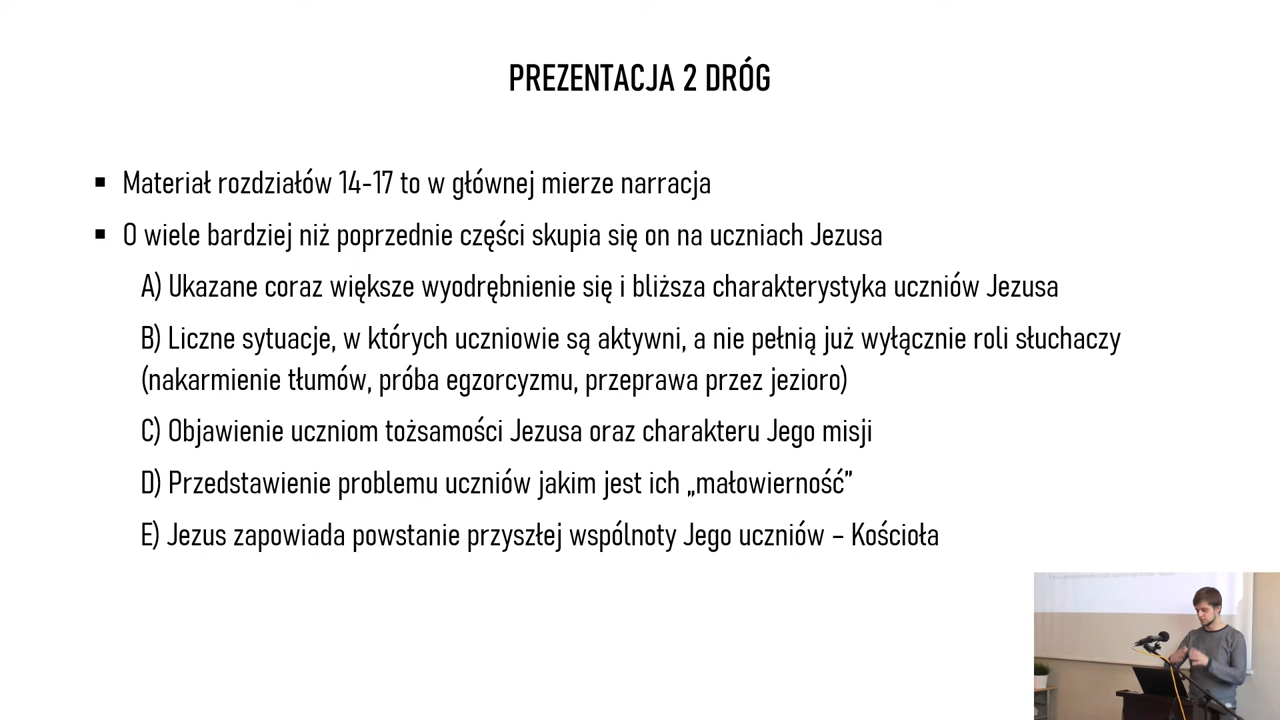 PREZENTACJA 2 DRÓG
▪ Materiał rozdziałów 14-17 to w głównej mierze narracja
▪ O wiele bardziej niż poprzednie części skupia się on na uczniach Jezusa
A) Ukazane coraz większe wyodrębnienie się i bliższa charakterystyka uczniów Jezusa
B) Liczne sytuacje, w których uczniowie są aktywni, a nie pełnią już wyłącznie roli słuchaczy
(nakarmienie tłumów, próba egzorcyzmu, przeprawa przez jezioro)
C) Objawienie uczniom tożsamości Jezusa oraz charakteru Jego misji
D) Przedstawienie problemu uczniów jakim jest ich „małowierność”
E) Jezus zapowiada powstanie przyszłej wspólnoty Jego uczniów – Kościoła